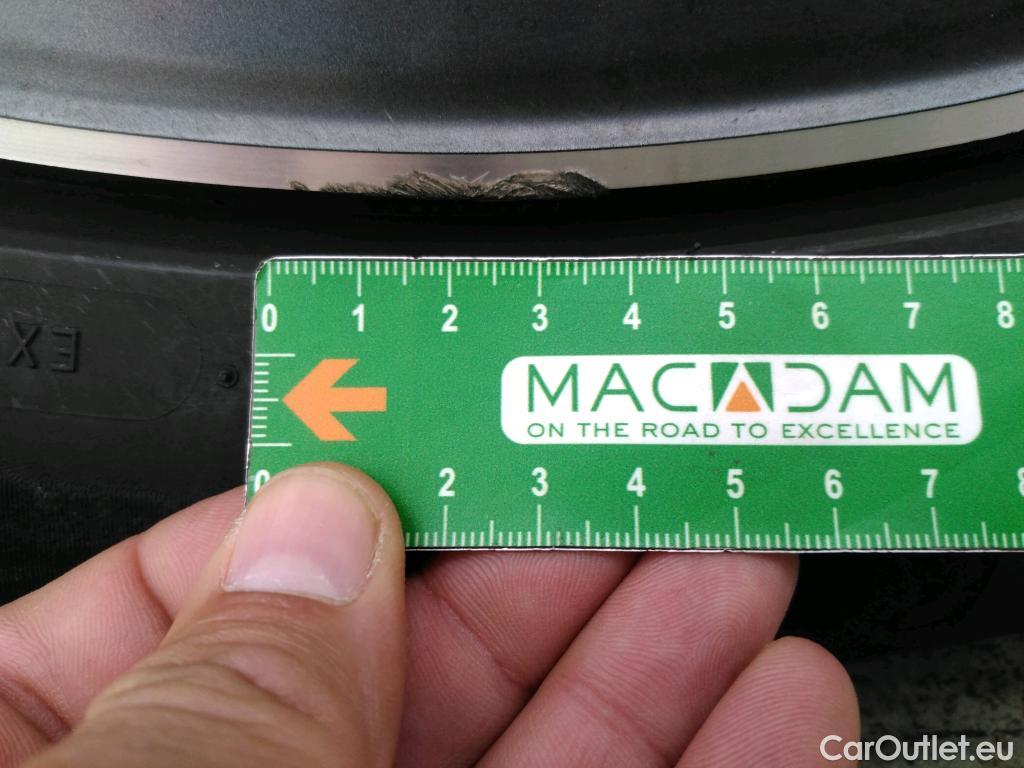 0 1 2 3 4 5 6 7 8
EX
MACADAM
ON THE ROAD TO EXCELLENCE
0 2 3 4 5 6 7 8
CarOutlet.eu